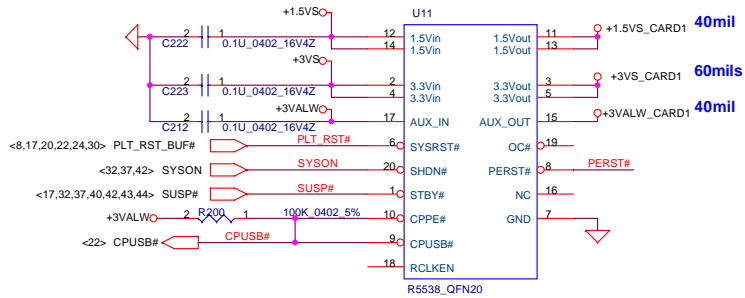 +1.5VS
U11
40mil
C222 2 1 0.1U_0402_16V4Z
12 1.5Vin 1.5Vout 11 +1.5VS_CARD1
14 1.5Vin 1.5Vout 13
+3VS
60mils
C223 2 1 0.1U_0402_16V4Z
2 3.3Vin 3.3Vout 3 +3VS_CARD1
4 3.3Vin 3.3Vout 5
40mil
+3VALW
C212 2 1 0.1U_0402_16V4Z
17 AUX_IN AUX_OUT 15 +3VALW_CARD1
<8,17,20,22,24,30> PLT_RST_BUF# PLT_RST# 6 SYSRST# OC# 19
<32,37,42> SYSON SYSON 20 SHDN# PERST# 8 PERST#
<17,32,37,40,42,43,44> SUSP# SUSP# 1 STBY# NC 16
+3VALW 2 R200 1 100K_0402_5% 10 CPPE# GND 7
<22> CPUSB# CPUSB# 9 CPUSB#
18 RCLKEN
R5538_QFN20